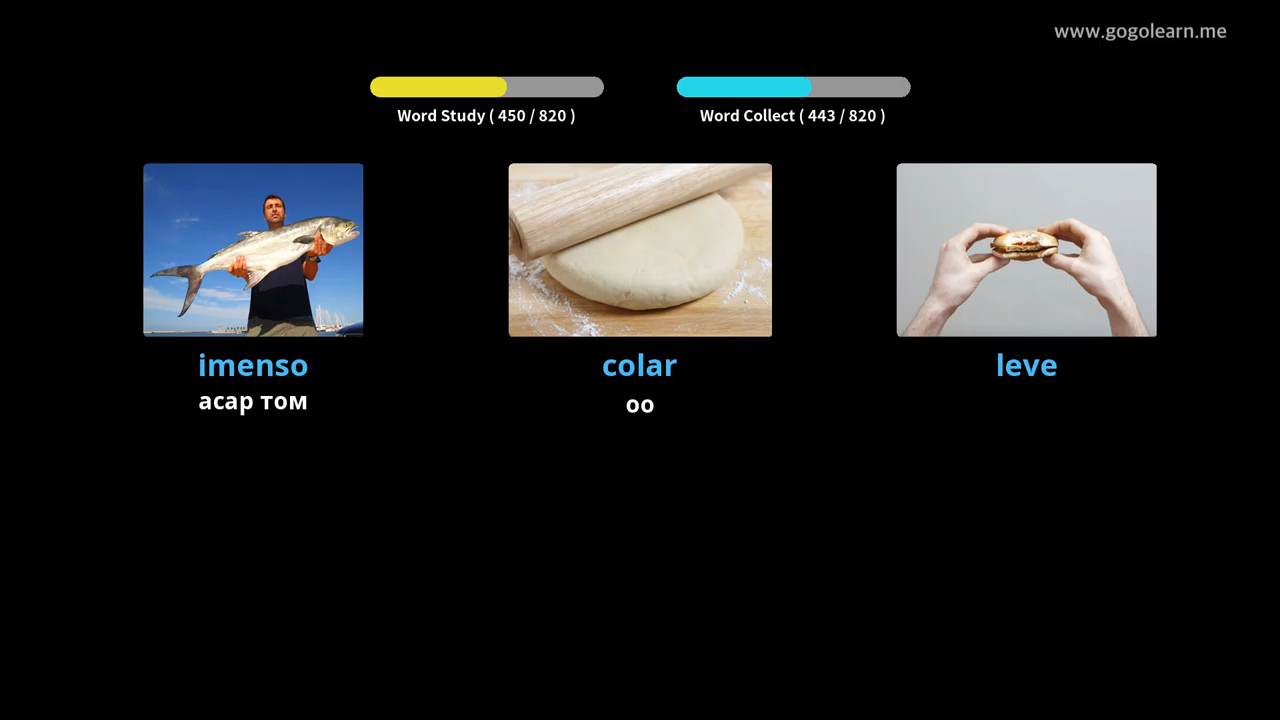 www.gogolearn.me
Word Study ( 450 / 820 )
Word Collect ( 443 / 820 )
imenso
асар том
colar
оо
leve